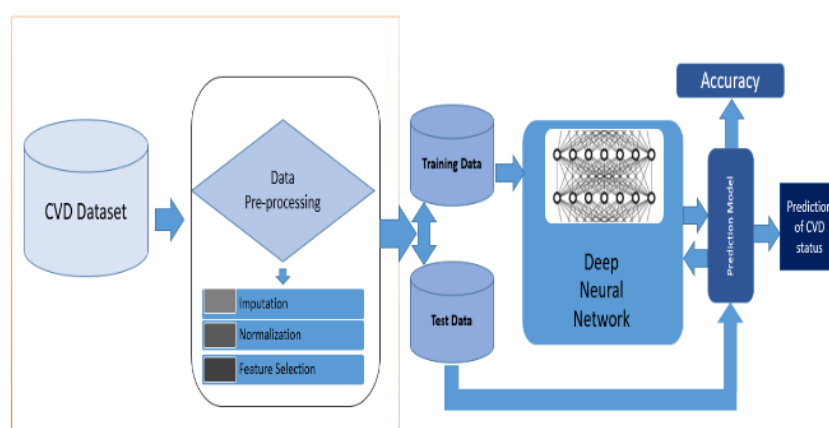 CVD Dataset
Data
Pre-processing
Imputation
Normalization
Feature Selection
Training Data
Test Data
Deep
Neural
Network
Prediction Model
Accuracy
Prediction
of CVD
status